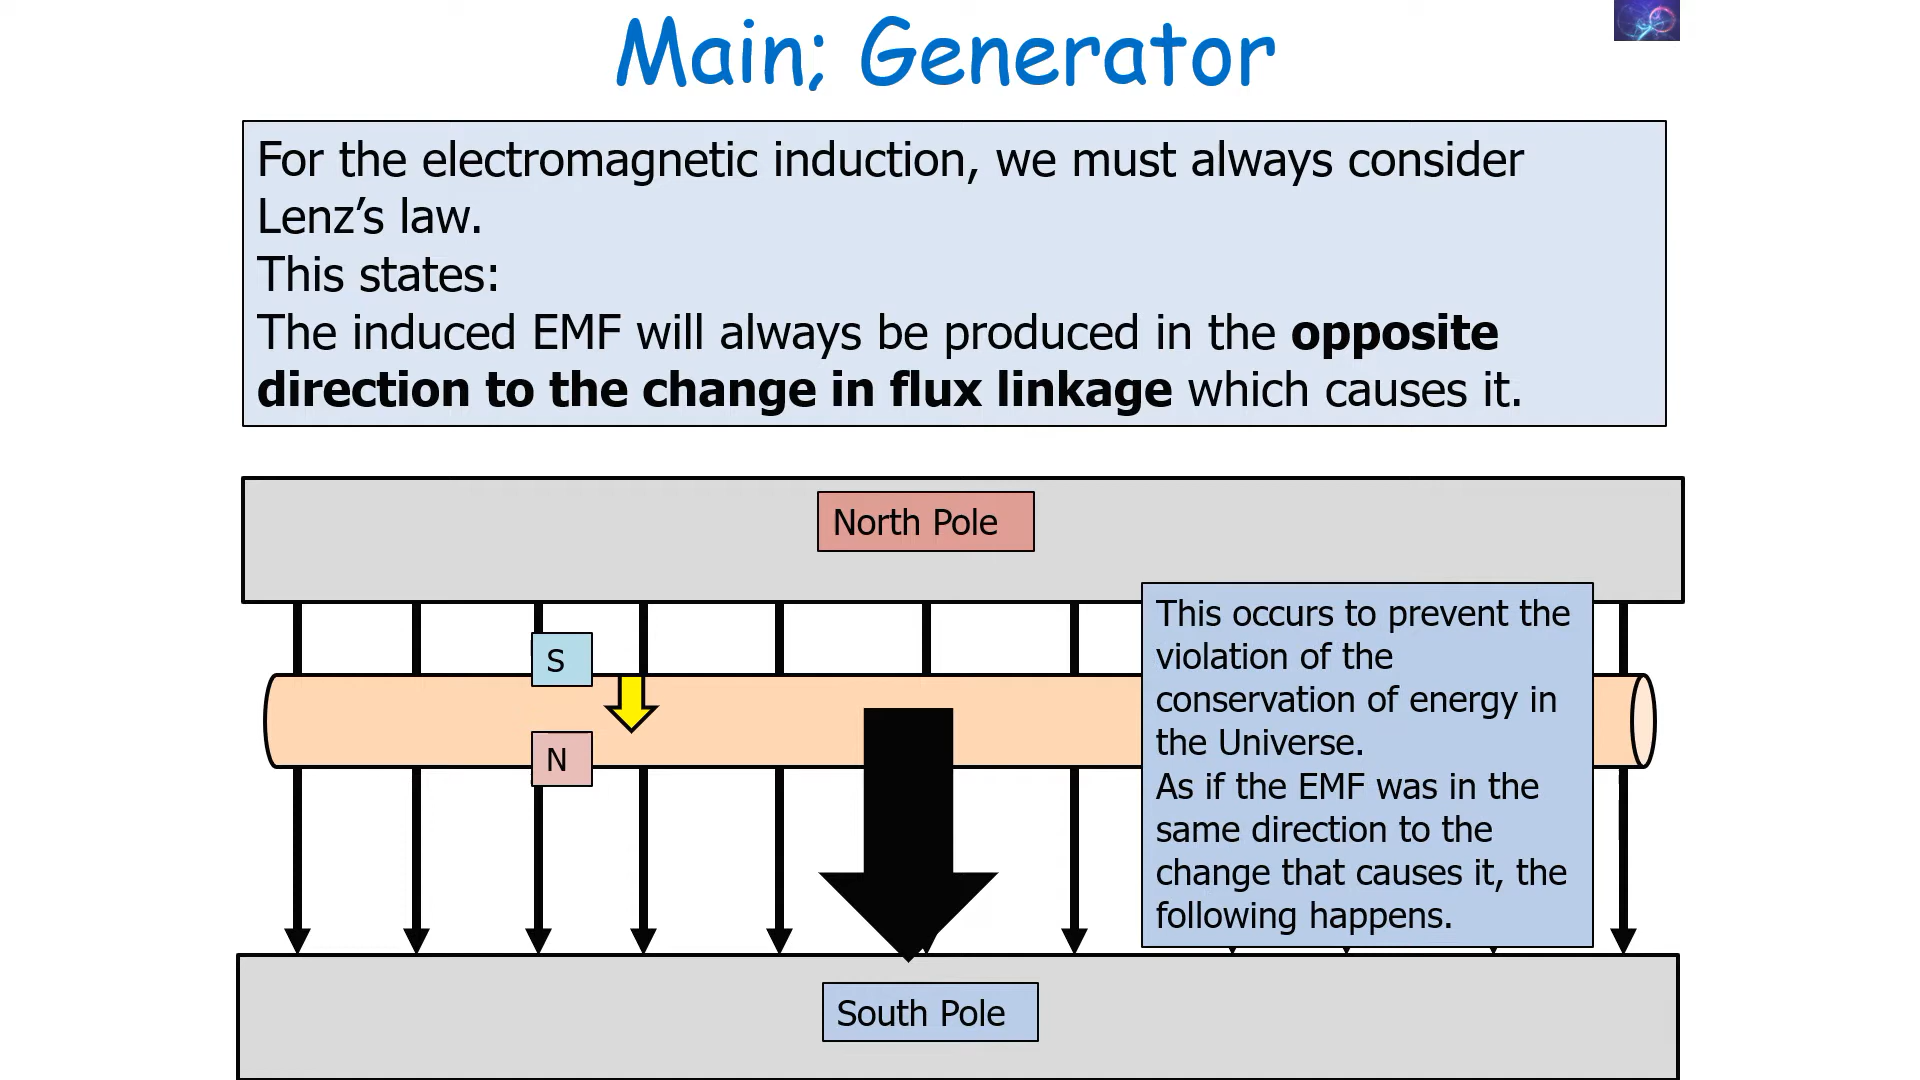 Main; Generator
For the electromagnetic induction, we must always consider
Lenz’s law.
This states:
The induced EMF will always be produced in the opposite
direction to the change in flux linkage which causes it.
North Pole
This occurs to prevent the
violation of the
conservation of energy in
the Universe.
As if the EMF was in the
same direction to the
change that causes it, the
following happens.
S
N
South Pole